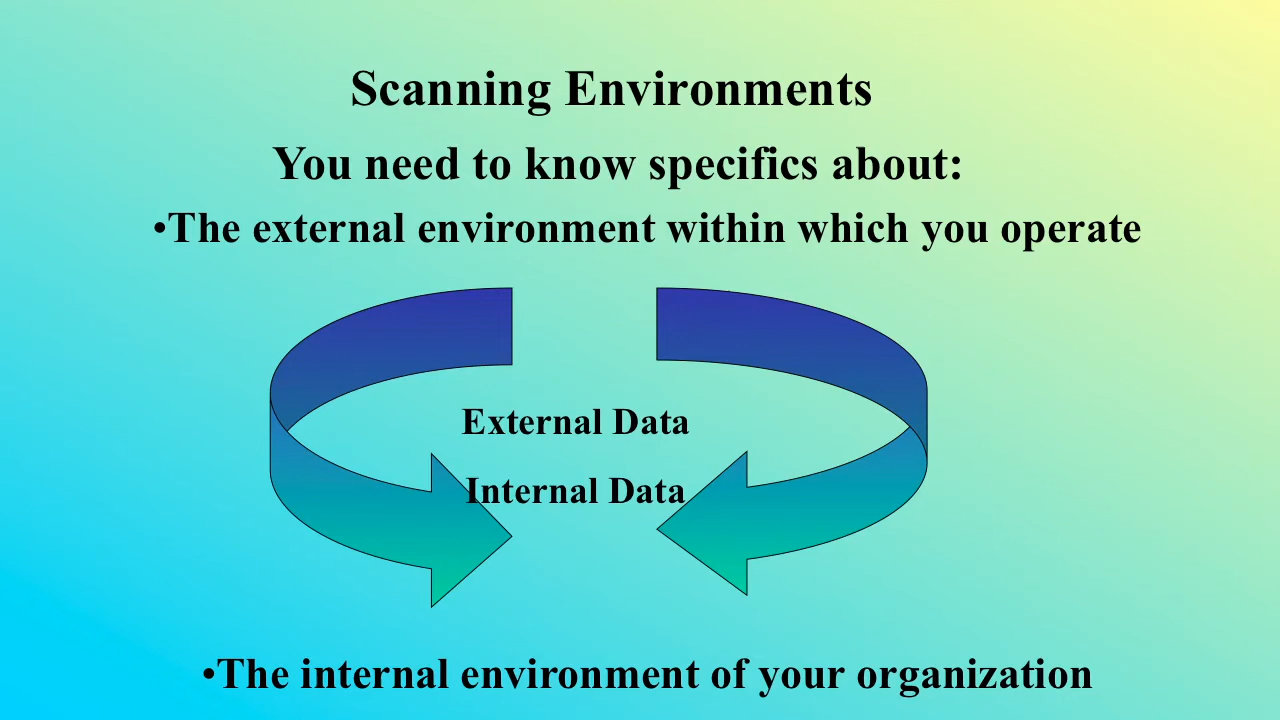 Scanning Environments
You need to know specifics about:
•The external environment within which you operate
External Data
Internal Data
•The internal environment of your organization